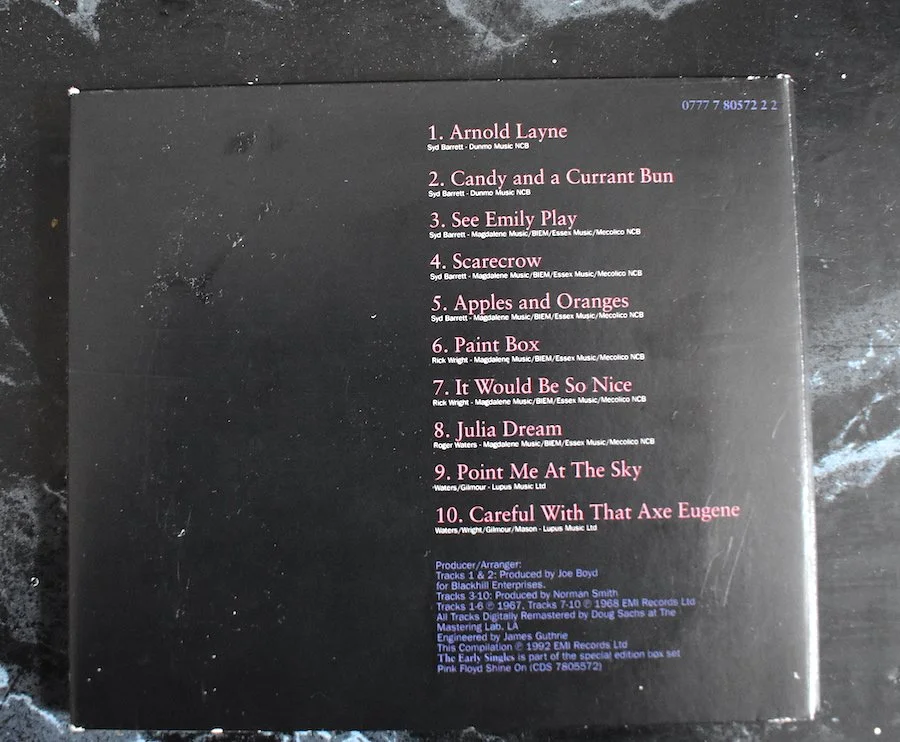 0777 7 80572 2 2
1. Arnold Layne
Syd Barrett - Dunmo Music NCB
2. Candy and a Currant Bun
Syd Barrett - Dunmo Music NCB
3. See Emily Play
Syd Barrett - Magdalene Music/BIEM/Essex Music/Mecolico NCB
4. Scarecrow
Syd Barrett - Magdalene Music/BIEM/Essex Music/Mecolico NCB
5. Apples and Oranges
Syd Barrett - Magdalene Music/BIEM/Essex Music/Mecolico NCB
6. Paint Box
Rick Wright - Magdalene Music/BIEM/Essex Music/Mecolico NCB
7. It Would Be So Nice
Rick Wright - Magdalene Music/BIEM/Essex Music/Mecolico NCB
8. Julia Dream
Roger Waters - Magdalene Music/BIEM/Essex Music/Mecolico NCB
9. Point Me At The Sky
Waters/Gilmour - Lupus Music Ltd
10. Careful With That Axe Eugene
Waters/Wright/Gilmour/Mason - Lupus Music Ltd
Producer/Arranger:
Tracks 1 & 2: Produced by Joe Boyd
for Blackhill Enterprises.
Tracks 3-10: Produced by Norman Smith
Tracks 1-6 ℗ 1967, Tracks 7-10 ℗ 1968 EMI Records Ltd
All Tracks Digitally Remastered by Doug Sachs at The
Mastering Lab, LA
Engineered by James Guthrie
This Compilation ℗ 1992 EMI Records Ltd
The Early Singles is part of the special edition box set
Pink Floyd Shine On (CDS 7805572)